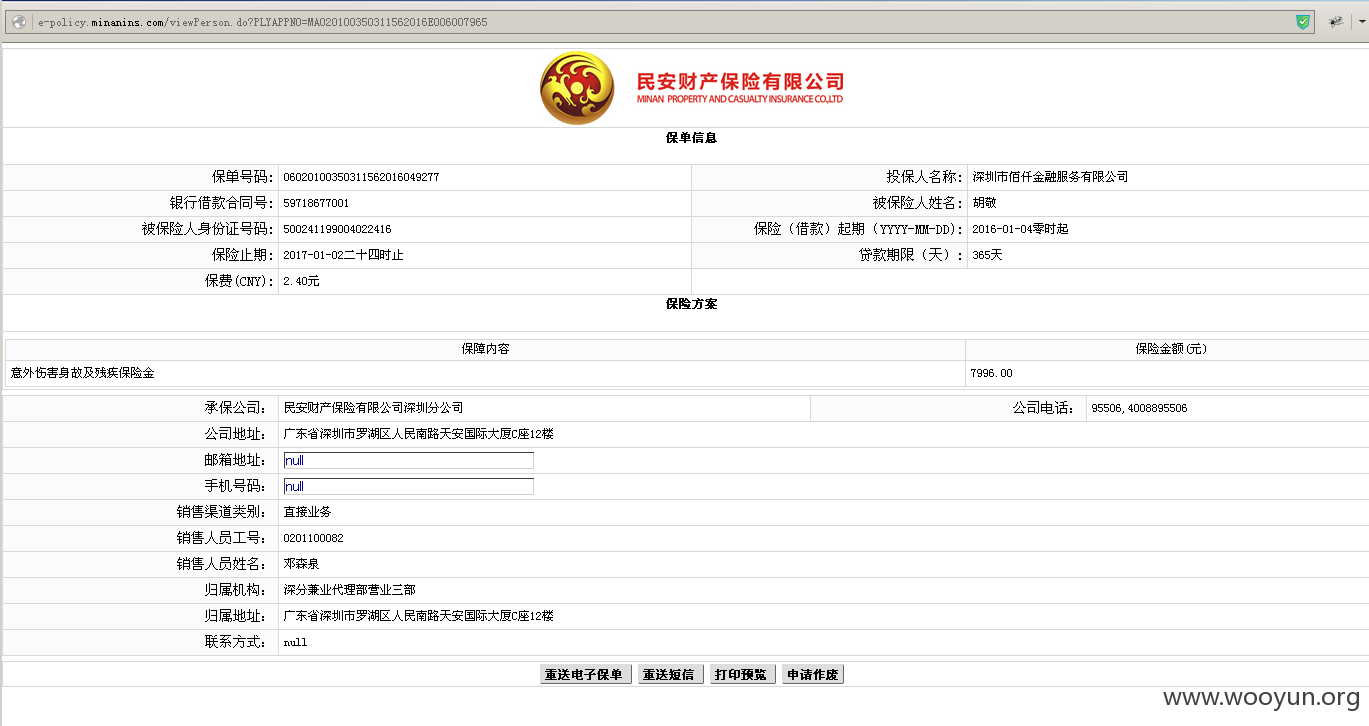 e-policy.minanins.com/viewPerson.do?PLYAPPNO=MA020100350311562016E006007965
民安财产保险有限公司
MINAN PROPERTY AND CASUALTY INSURANCE CO.,LTD
保单信息
保单号码: 06020100350311562016049277 投保人名称: 深圳市佰仟金融服务有限公司
银行借款合同号: 59718677001 被保险人姓名: 胡敬
被保险人身份证号码: 500241199004022416 保险（借款）起期（YYYY-MM-DD): 2016-01-04零时起
保险止期: 2017-01-02二十四时止 贷款期限（天）: 365天
保费(CNY): 2.40元
保险方案
保障内容 保险金额(元)
意外伤害身故及残疾保险金 7996.00
承保公司: 民安财产保险有限公司深圳分公司 公司电话: 95506,4008895506
公司地址: 广东省深圳市罗湖区人民南路天安国际大厦C座12楼
邮箱地址: null
手机号码: null
销售渠道类别: 直接业务
销售人员工号: 0201100082
销售人员姓名: 邓森泉
归属机构: 深分兼业代理部营业三部
归属地址: 广东省深圳市罗湖区人民南路天安国际大厦C座12楼
联系方式: null
重送电子保单 重送短信 打印预览 申请作废
www.wooyun.org